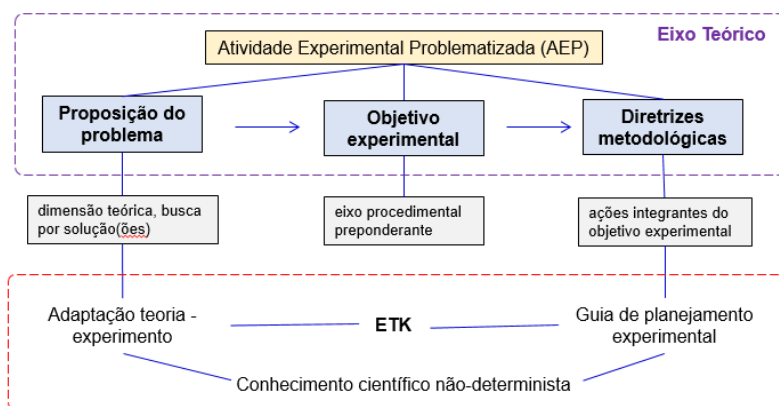 Eixo Teórico
Atividade Experimental Problematizada (AEP)
Proposição do
problema
Objetivo
experimental
Diretrizes
metodológicas
dimensão teórica, busca
por solução(ões)
eixo procedimental
preponderante
ações integrantes do
objetivo experimental
Adaptação teoria -
experimento
ETK
Guia de planejamento
experimental
Conhecimento científico não-determinista